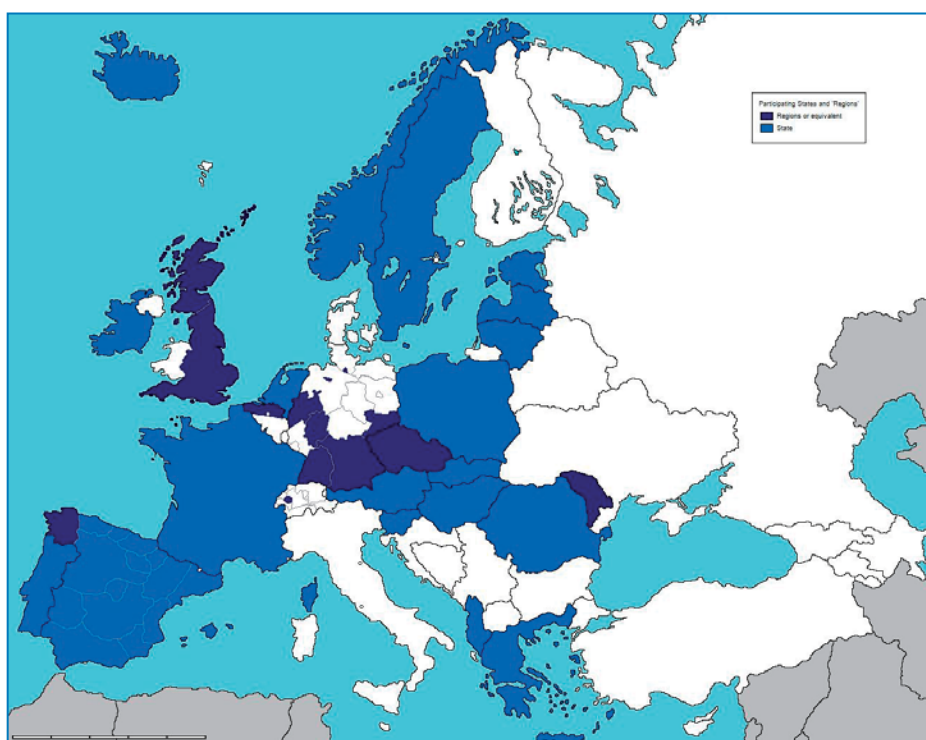 Participating States and 'Regions'
Regions or equivalent
State